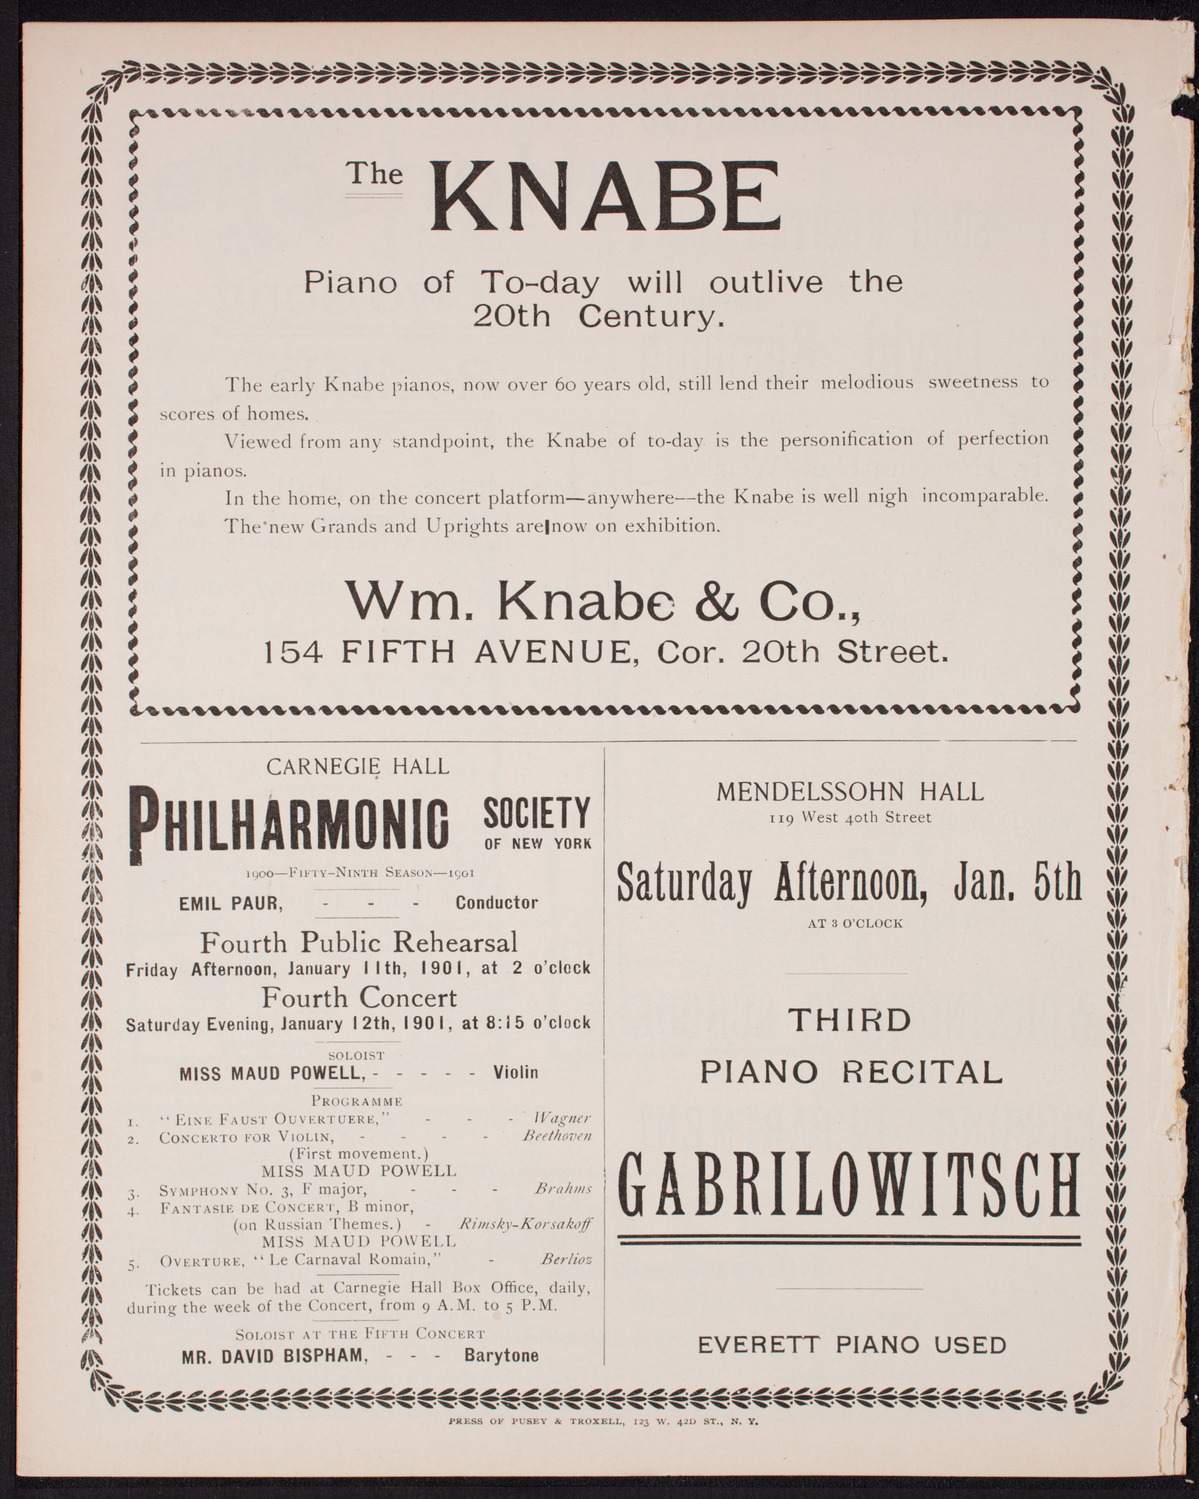 The KNABE
Piano of To-day will outlive the
20th Century.
The early Knabe pianos, now over 60 years old, still lend their melodious sweetness to
scores of homes.
Viewed from any standpoint, the Knabe of to-day is the personification of perfection
in pianos.
In the home, on the concert platform—anywhere—the Knabe is well nigh incomparable.
The new Grands and Uprights are now on exhibition.
Wm. Knabe & Co.,
154 FIFTH AVENUE, Cor. 20th Street.
CARNEGIE HALL
PHILHARMONIC SOCIETY
OF NEW YORK
1900—FIFTY-NINTH SEASON—1901
EMIL PAUR, - - - Conductor
Fourth Public Rehearsal
Friday Afternoon, January 11th, 1901, at 2 o'clock
Fourth Concert
Saturday Evening, January 12th, 1901, at 8:15 o'clock
SOLOIST
MISS MAUD POWELL, - - - - - Violin
PROGRAMME
1. "EINE FAUST OUVERTUERE," - - - Wagner
2. CONCERTO FOR VIOLIN, - - - - Beethoven
(First movement.)
MISS MAUD POWELL
3. SYMPHONY NO. 3, F major, - - - Brahms
4. FANTASIE DE CONCERT, B minor,
(on Russian Themes.) - Rimsky-Korsakoff
MISS MAUD POWELL
5. OVERTURE, "Le Carnaval Romain," - Berlioz
Tickets can be had at Carnegie Hall Box Office, daily,
during the week of the Concert, from 9 A.M. to 5 P.M.
SOLOIST AT THE FIFTH CONCERT
MR. DAVID BISPHAM, - - - Barytone
MENDELSSOHN HALL
119 West 40th Street
Saturday Afternoon, Jan. 5th
AT 3 O'CLOCK
THIRD
PIANO RECITAL
GABRILOWITSCH
EVERETT PIANO USED
PRESS OF PUSEY & TROXELL, 123 W. 42D ST., N. Y.